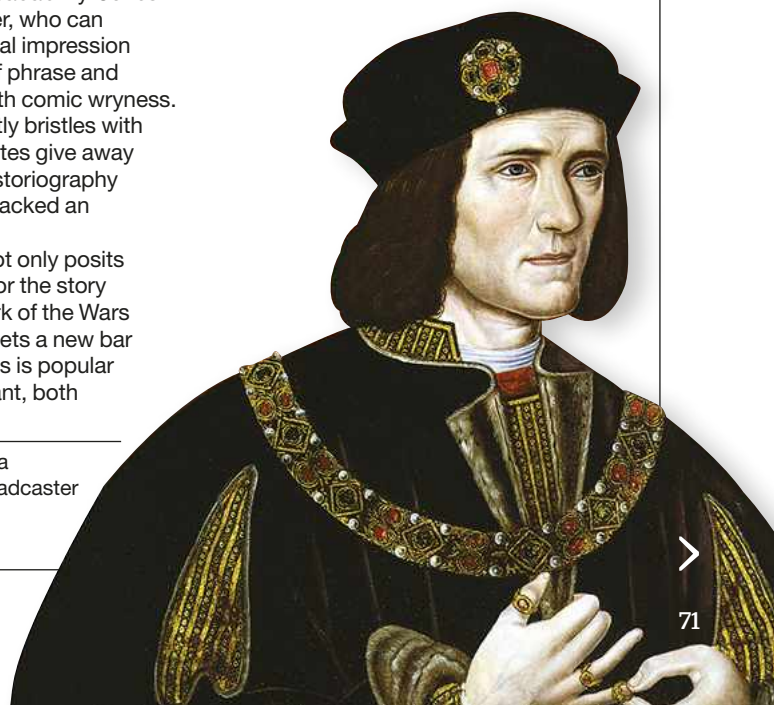 er, who can
al impression
f phrase and
th comic wryness.
tly bristles with
tes give away
storiography
acked an
ot only posits
or the story
rk of the Wars
ets a new bar
s is popular
ant, both
a
adcaster
71